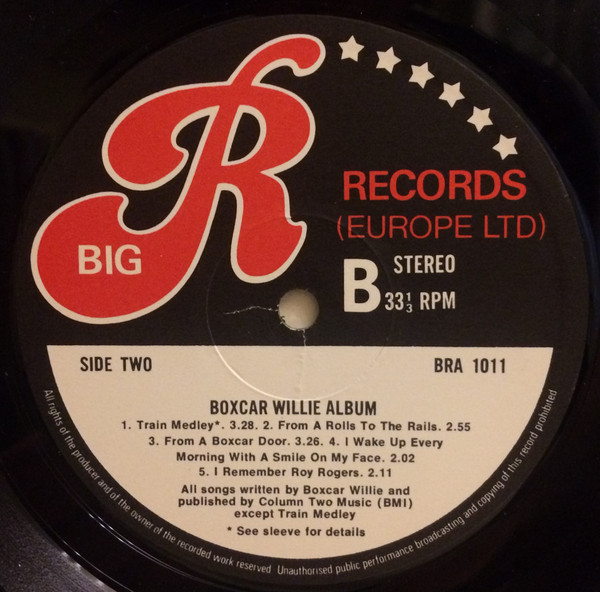 R
BIG
RECORDS
(EUROPE LTD)
B STEREO
33⅓ RPM
SIDE TWO BRA 1011
BOXCAR WILLIE ALBUM
1. Train Medley*. 3.28. 2. From A Rolls To The Rails. 2.55
3. From A Boxcar Door. 3.26. 4. I Wake Up Every
Morning With A Smile On My Face. 2.02
5. I Remember Roy Rogers. 2.11
All songs written by Boxcar Willie and
published by Column Two Music (BMI)
except Train Medley
* See sleeve for details
All rights of the producer and of the owner of the recorded work reserved Unauthorised public performance broadcasting and copying of this record prohibited